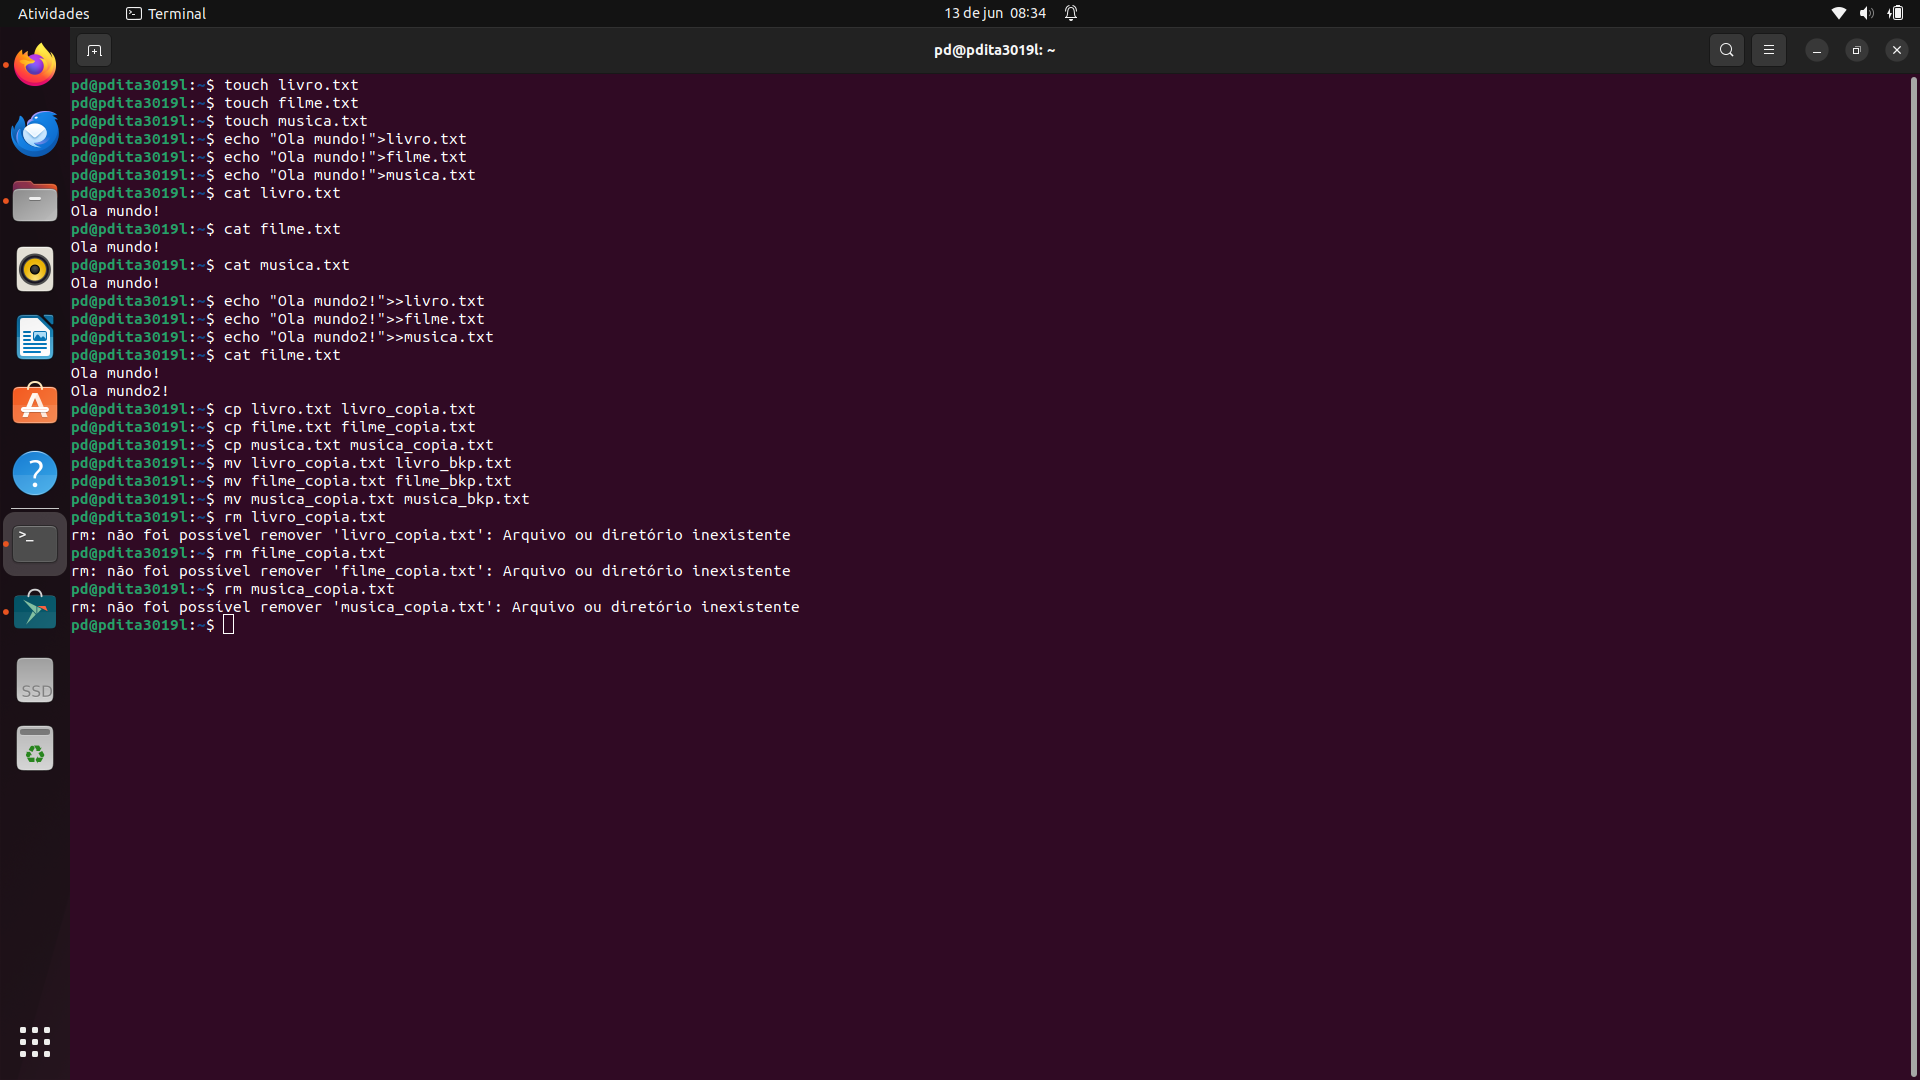 Atividades
Terminal
13 de jun 08:34
pd@pdita3019l: ~
pd@pdita3019l:~$ touch livro.txt
pd@pdita3019l:~$ touch filme.txt
pd@pdita3019l:~$ touch musica.txt
pd@pdita3019l:~$ echo "Ola mundo!">livro.txt
pd@pdita3019l:~$ echo "Ola mundo!">filme.txt
pd@pdita3019l:~$ echo "Ola mundo!">musica.txt
pd@pdita3019l:~$ cat livro.txt
Ola mundo!
pd@pdita3019l:~$ cat filme.txt
Ola mundo!
pd@pdita3019l:~$ cat musica.txt
Ola mundo!
pd@pdita3019l:~$ echo "Ola mundo2!">>livro.txt
pd@pdita3019l:~$ echo "Ola mundo2!">>filme.txt
pd@pdita3019l:~$ echo "Ola mundo2!">>musica.txt
pd@pdita3019l:~$ cat filme.txt
Ola mundo!
Ola mundo2!
pd@pdita3019l:~$ cp livro.txt livro_copia.txt
pd@pdita3019l:~$ cp filme.txt filme_copia.txt
pd@pdita3019l:~$ cp musica.txt musica_copia.txt
pd@pdita3019l:~$ mv livro_copia.txt livro_bkp.txt
pd@pdita3019l:~$ mv filme_copia.txt filme_bkp.txt
pd@pdita3019l:~$ mv musica_copia.txt musica_bkp.txt
pd@pdita3019l:~$ rm livro_copia.txt
rm: não foi possível remover 'livro_copia.txt': Arquivo ou diretório inexistente
pd@pdita3019l:~$ rm filme_copia.txt
rm: não foi possível remover 'filme_copia.txt': Arquivo ou diretório inexistente
pd@pdita3019l:~$ rm musica_copia.txt
rm: não foi possível remover 'musica_copia.txt': Arquivo ou diretório inexistente
pd@pdita3019l:~$
SSD